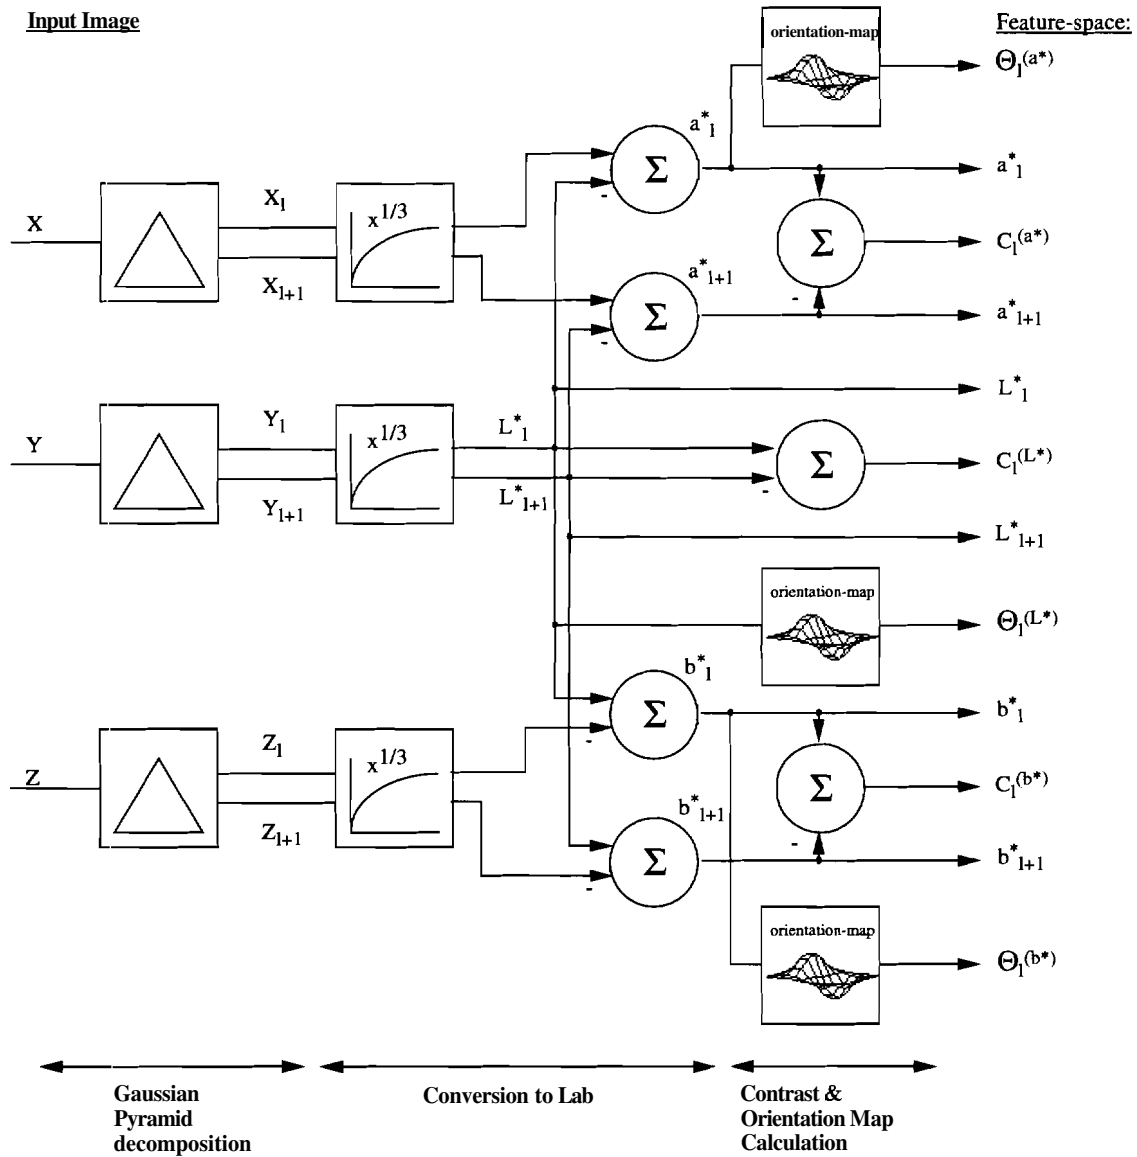 Input Image
Feature-space:
orientation-map
Θl(a*)
a*l
a*l
X
Xl
x1/3
Σ
-
Σ
Cl(a*)
Xl+1
a*l+1
-
Σ
a*l+1
-
L*l
Y
Yl
x1/3
L*l
Σ
Cl(L*)
-
Yl+1
L*l+1
L*l+1
orientation-map
Θl(L*)
b*l
b*l
Σ
-
Z
Zl
x1/3
Σ
Cl(b*)
Zl+1
b*l+1
-
Σ
b*l+1
-
orientation-map
Θl(b*)
Gaussian
Pyramid
decomposition
Conversion to Lab
Contrast &
Orientation Map
Calculation